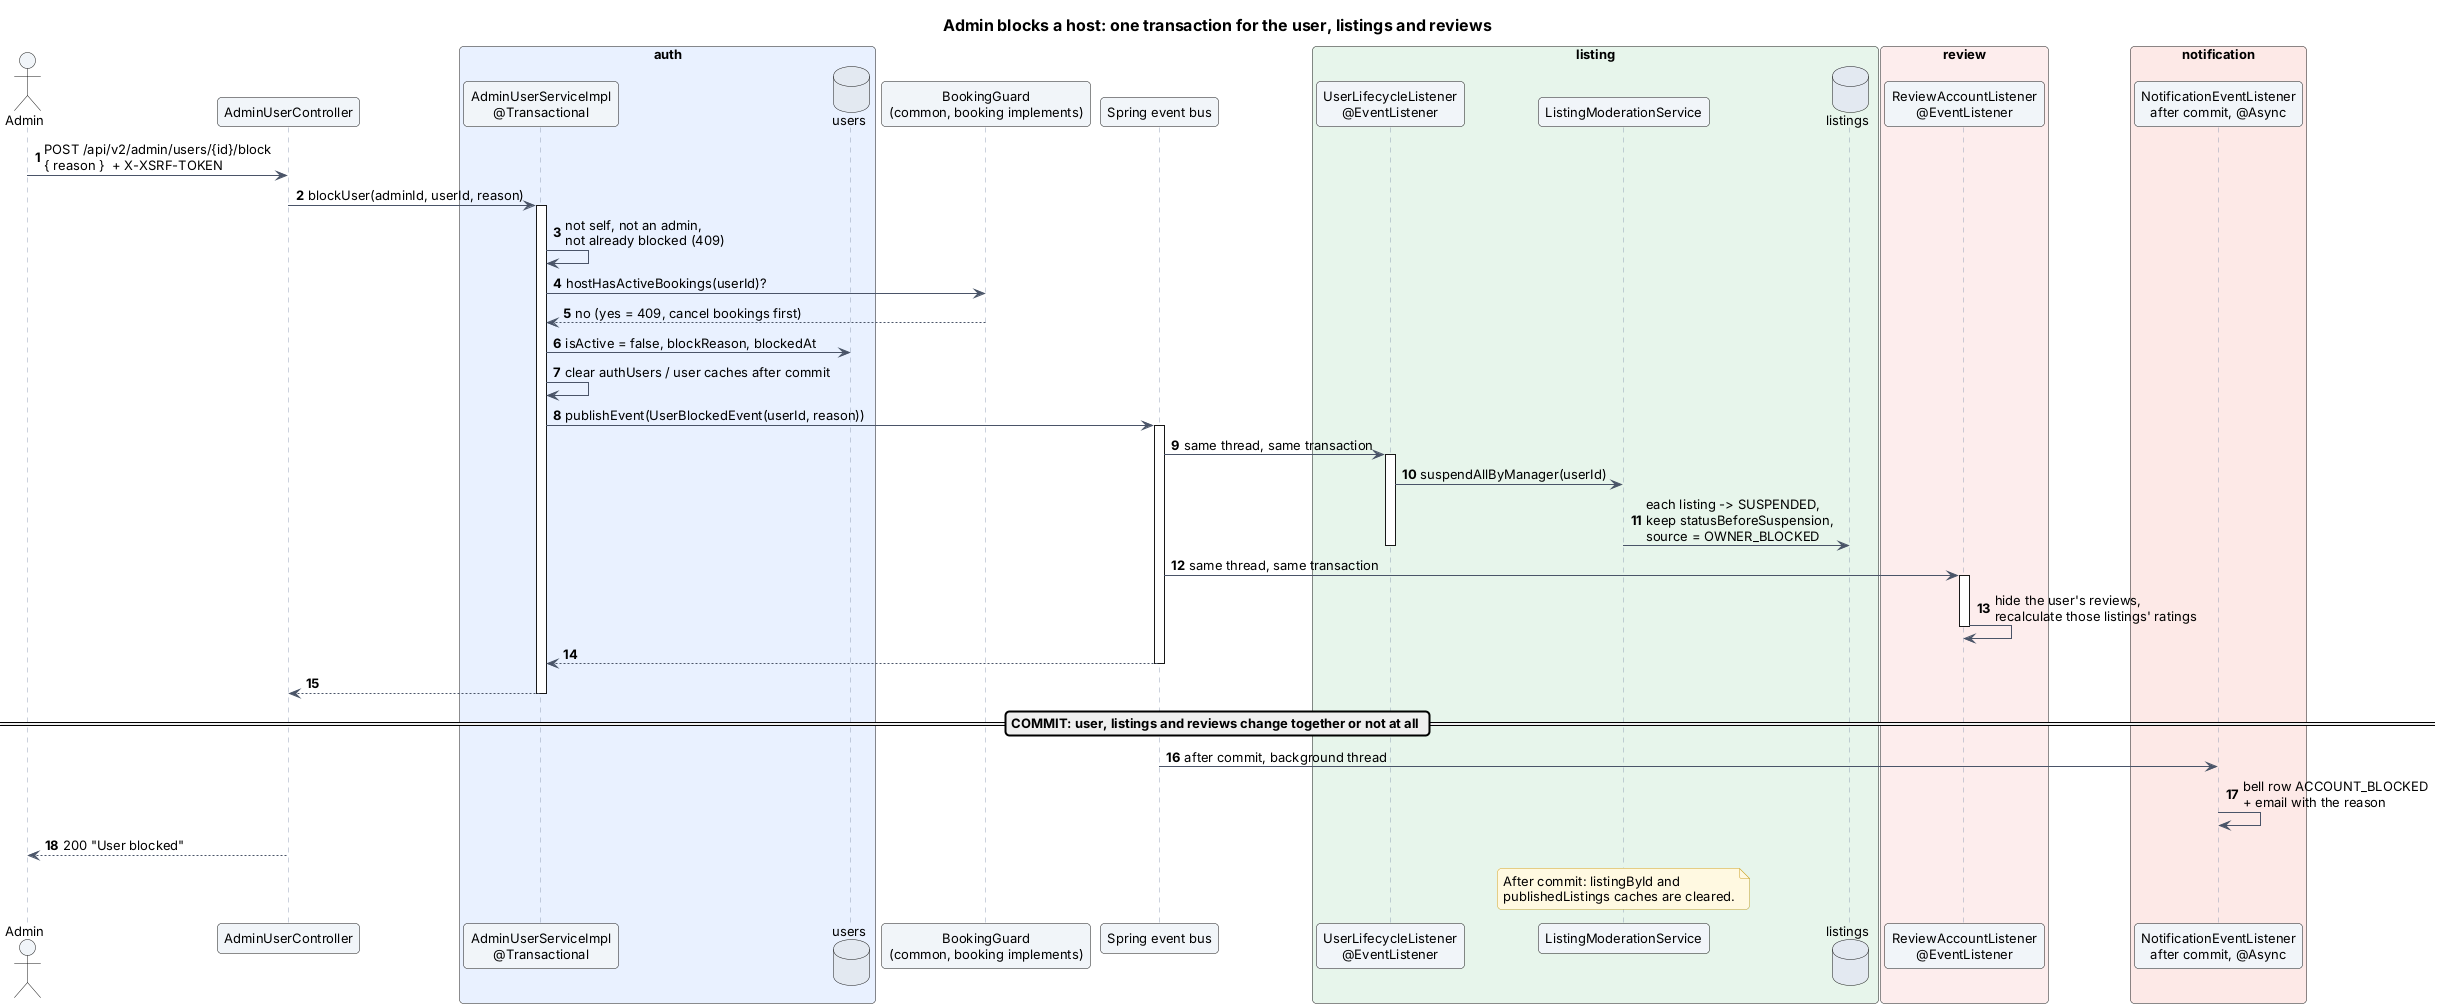 Admin blocks a host: one transaction for the user, listings and reviews
auth
listing
review
notification
Admin
AdminUserController
AdminUserServiceImpl
@Transactional
users
BookingGuard
(common, booking implements)
Spring event bus
UserLifecycleListener
@EventListener
ListingModerationService
listings
ReviewAccountListener
@EventListener
NotificationEventListener
after commit, @Async
1 POST /api/v2/admin/users/{id}/block
{ reason }  + X-XSRF-TOKEN
2 blockUser(adminId, userId, reason)
3 not self, not an admin,
not already blocked (409)
4 hostHasActiveBookings(userId)?
5 no (yes = 409, cancel bookings first)
6 isActive = false, blockReason, blockedAt
7 clear authUsers / user caches after commit
8 publishEvent(UserBlockedEvent(userId, reason))
9 same thread, same transaction
10 suspendAllByManager(userId)
11 each listing -> SUSPENDED,
keep statusBeforeSuspension,
source = OWNER_BLOCKED
12 same thread, same transaction
13 hide the user's reviews,
recalculate those listings' ratings
14
15
COMMIT: user, listings and reviews change together or not at all
16 after commit, background thread
17 bell row ACCOUNT_BLOCKED
+ email with the reason
18 200 "User blocked"
After commit: listingById and
publishedListings caches are cleared.
Admin
AdminUserController
AdminUserServiceImpl
@Transactional
users
BookingGuard
(common, booking implements)
Spring event bus
UserLifecycleListener
@EventListener
ListingModerationService
listings
ReviewAccountListener
@EventListener
NotificationEventListener
after commit, @Async